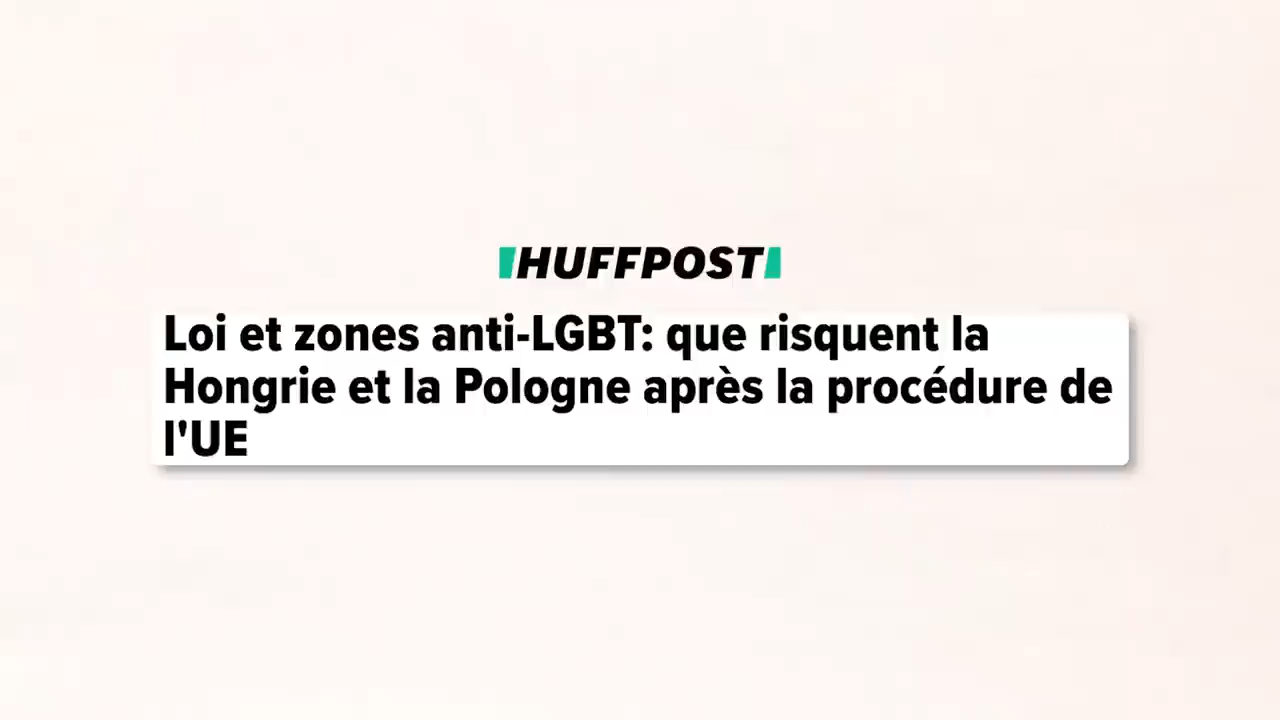 HUFFPOST
Loi et zones anti-LGBT: que risquent la
Hongrie et la Pologne après la procédure de
l'UE